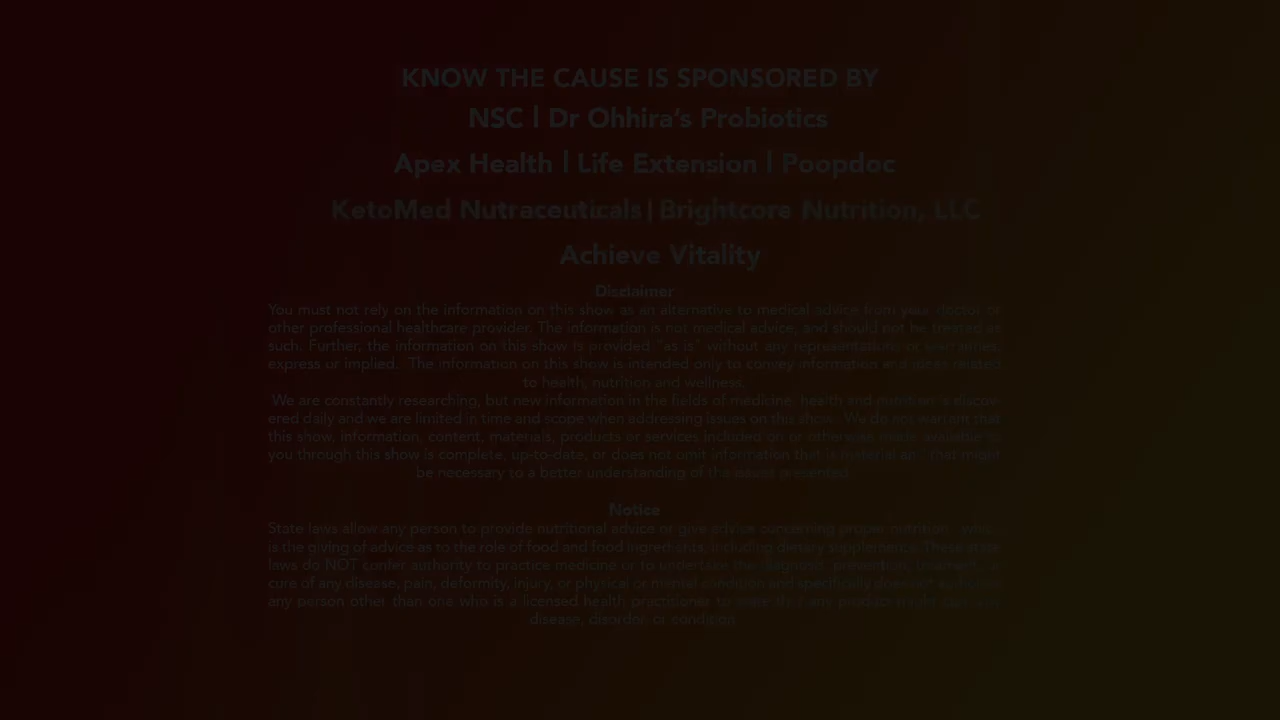 KNOW THE CAUSE IS SPONSORED BY
NSC | Dr Ohhira's Probiotics
Apex Health | Life Extension | Poopdoc
KetoMed Nutraceuticals | Brightcore Nutrition, LLC
Achieve Vitality
Disclaimer
You must not rely on the information on this show as an alternative to medical advice from your doctor or
other professional healthcare provider. The information is not medical advice, and should not be treated as
such. Further, the information on this show is provided "as is" without any representations or warranties,
express or implied. The information on this show is intended only to convey information and ideas related
to health, nutrition and wellness.
We are constantly researching, but new information in the fields of medicine, health and nutrition is discov-
ered daily and we are limited in time and scope when addressing issues on this show. We do not warrant that
this show, information, content, materials, products or services included on or otherwise made available to
you through this show is complete, up-to-date, or does not omit information that is material and that might
be necessary to a better understanding of the issues presented.
Notice
State laws allow any person to provide nutritional advice or give advice concerning proper nutrition which
is the giving of advice as to the role of food and food ingredients, including dietary supplements. These state
laws do NOT confer authority to practice medicine or to undertake the diagnosis, prevention, treatment, or
cure of any disease, pain, deformity, injury, or physical or mental condition and specifically does not authorize
any person other than one who is a licensed health practitioner to state that any product might cure any
disease, disorder, or condition.